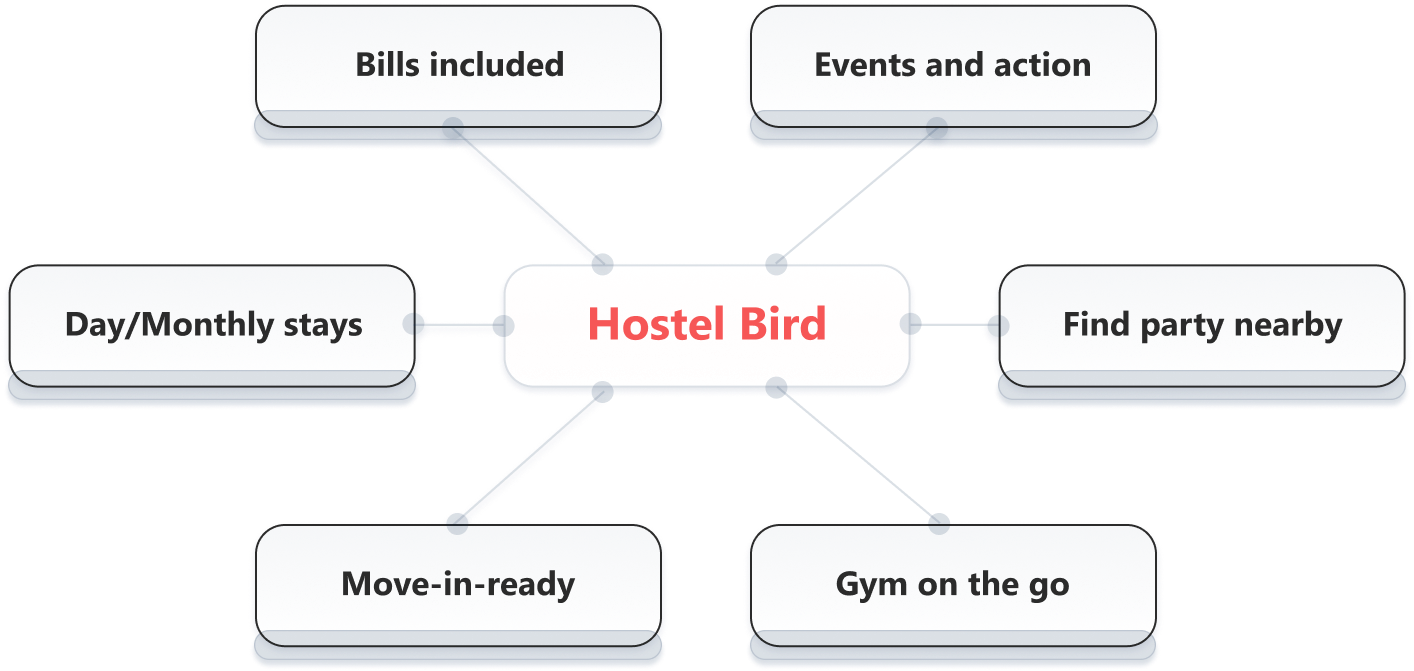 Bills included
Events and action
Day/Monthly stays
Hostel Bird
Find party nearby
Move-in-ready
Gym on the go